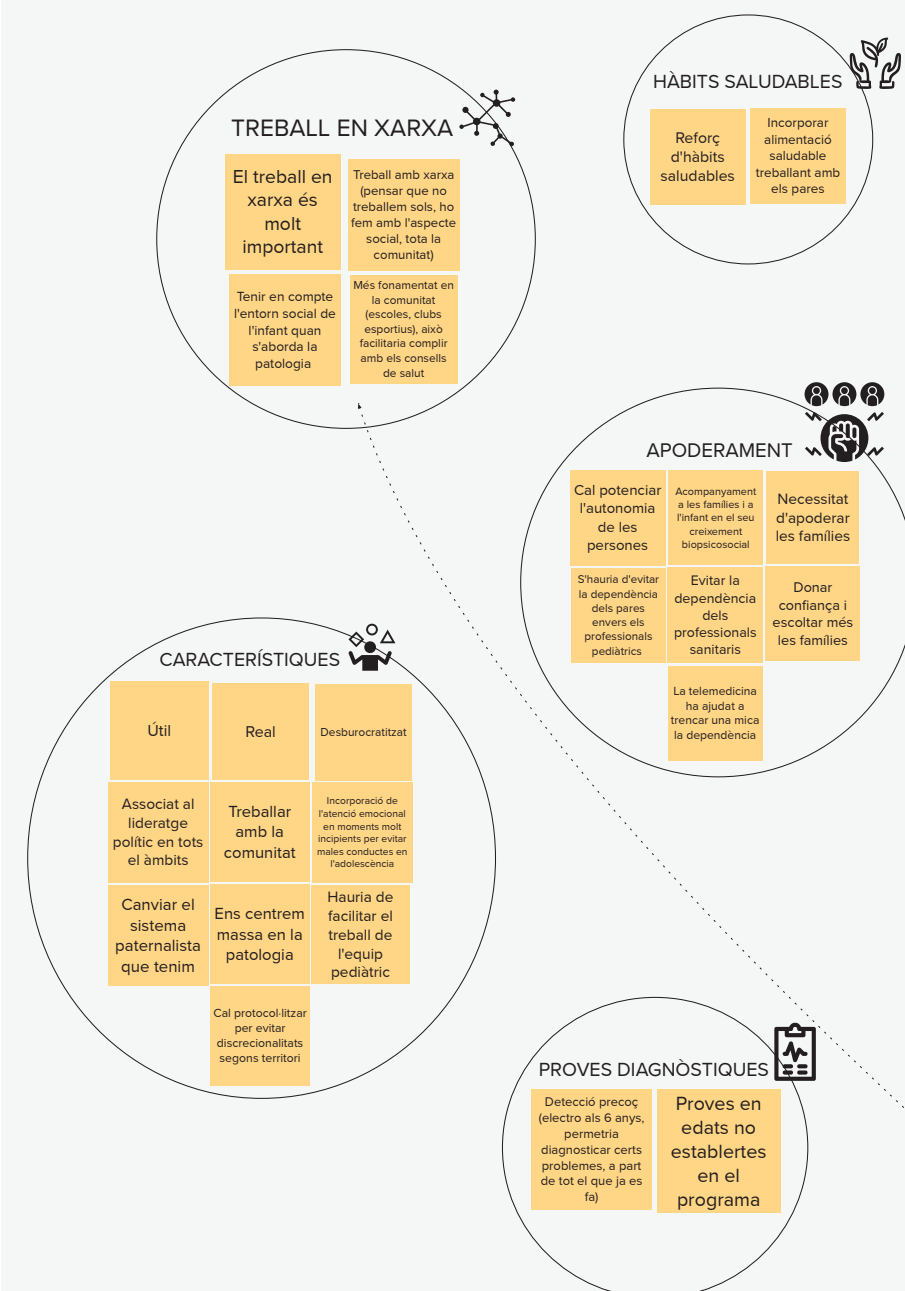 TREBALL EN XARXA
El treball en
xarxa és
molt
important
Treball amb xarxa
(pensar que no
treballem sols, ho
fem amb l'aspecte
social, tota la
comunitat)
Tenir en compte
l'entorn social de
l'infant quan
s'aborda la
patologia
Més fonamentat en
la comunitat
(escoles, clubs
esportius), això
facilitaria complir
amb els consells
de salut
HÀBITS SALUDABLES
Reforç
d'hàbits
saludables
Incorporar
alimentació
saludable
treballant amb
els pares
APODERAMENT
Cal potenciar
l'autonomia
de les
persones
Acompanyament
a les famílies i a
l'infant en el seu
creixement
biopsicosocial
Necessitat
d'apoderar
les famílies
S'hauria d'evitar
la dependència
dels pares
envers els
professionals
pediàtrics
Evitar la
dependència
dels
professionals
sanitaris
Donar
confiança i
escoltar més
les famílies
La telemedicina
ha ajudat a
trencar una mica
la dependència
CARACTERÍSTIQUES
Útil
Real
Desburocratitzat
Associat al
lideratge
polític en tots
el àmbits
Treballar
amb la
comunitat
Incorporació de
l'atenció emocional
en moments molt
incipients per evitar
males conductes en
l'adolescència
Canviar el
sistema
paternalista
que tenim
Ens centrem
massa en la
patologia
Hauria de
facilitar el
treball de
l'equip
pediàtric
Cal protocol·litzar
per evitar
discrecionalitats
segons territori
PROVES DIAGNÒSTIQUES
Detecció precoç
(electro als 6 anys,
permetria
diagnosticar certs
problemes, a part
de tot el que ja es
fa)
Proves en
edats no
establertes
en el
programa